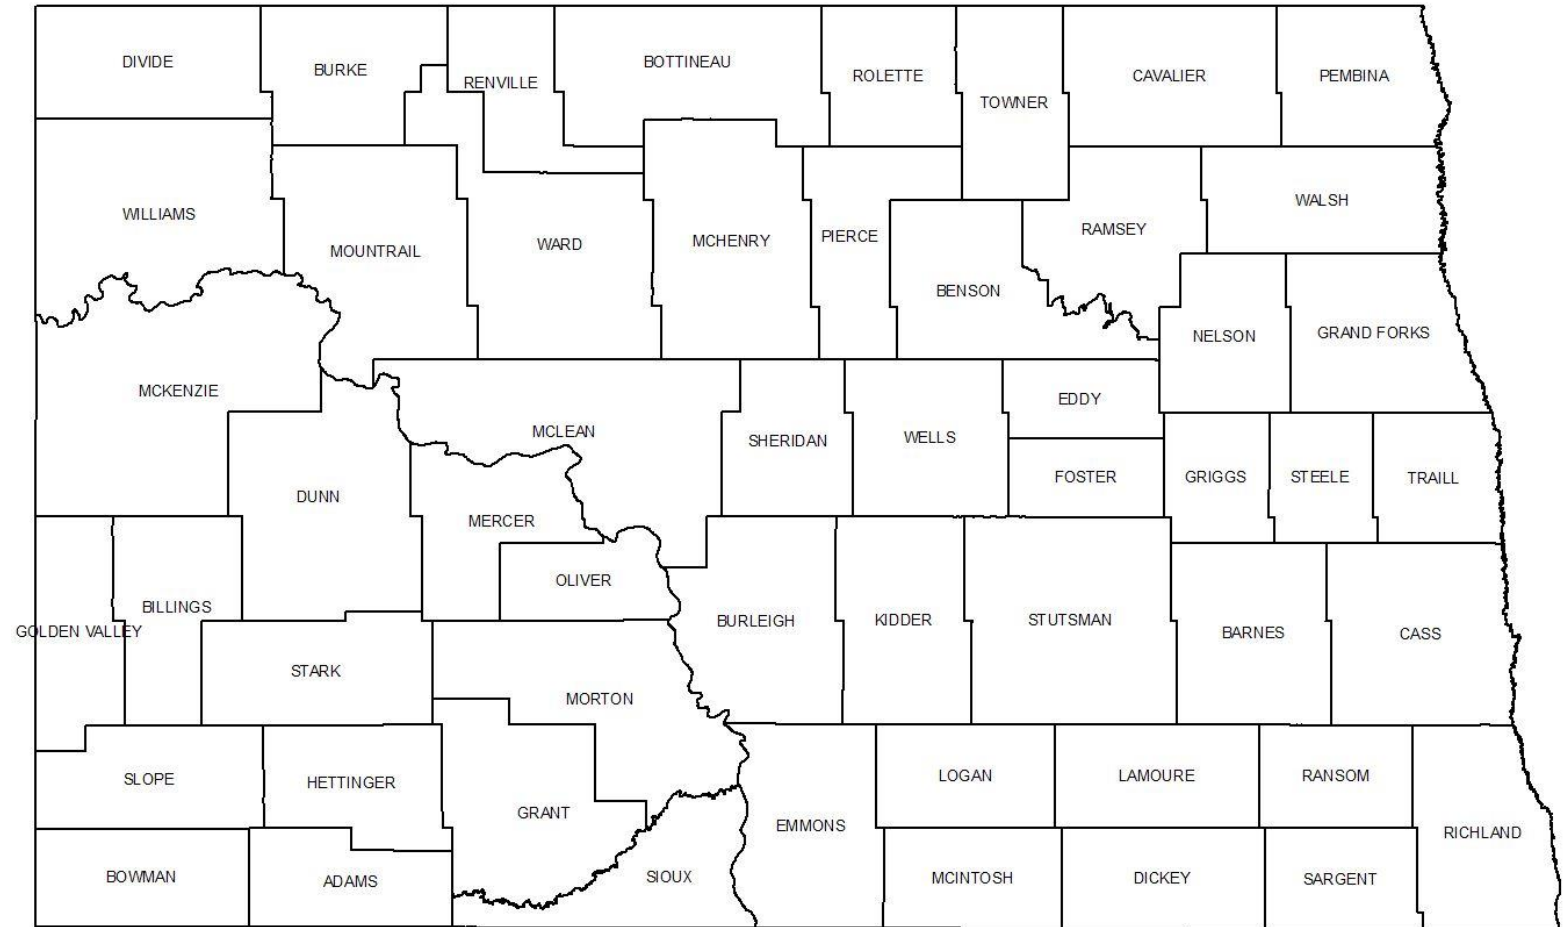 DIVIDE
BURKE
RENVILLE
BOTTINEAU
ROLETTE
TOWNER
CAVALIER
PEMBINA
WILLIAMS
MOUNTRAIL
WARD
MCHENRY
PIERCE
BENSON
RAMSEY
WALSH
NELSON
GRAND FORKS
MCKENZIE
DUNN
MCLEAN
SHERIDAN
WELLS
EDDY
FOSTER
GRIGGS
STEELE
TRAILL
MERCER
OLIVER
GOLDEN VALLEY
BILLINGS
STARK
MORTON
BURLEIGH
KIDDER
STUTSMAN
BARNES
CASS
SLOPE
HETTINGER
GRANT
EMMONS
LOGAN
LAMOURE
RANSOM
RICHLAND
BOWMAN
ADAMS
SIOUX
MCINTOSH
DICKEY
SARGENT